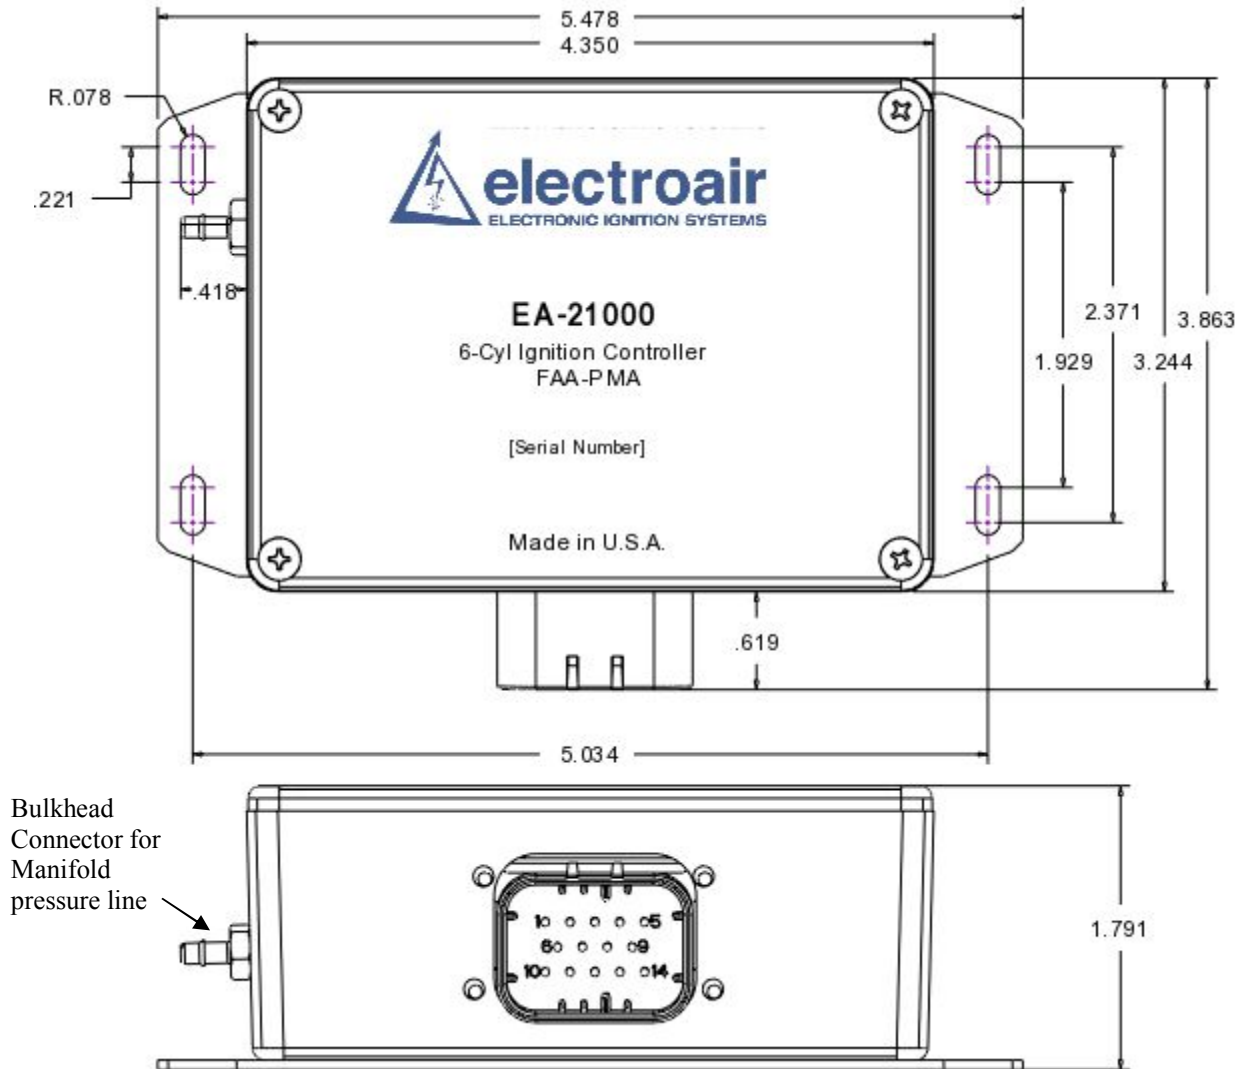 5.478
4.350
R.078
.221
.418
electroair
ELECTRONIC IGNITION SYSTEMS
EA-21000
6-Cyl Ignition Controller
FAA-PMA
[Serial Number]
Made in U.S.A.
2.371
3.863
1.929
3.244
.619
5.034
Bulkhead
Connector for
Manifold
pressure line
1 5
6 9
10 14
1.791